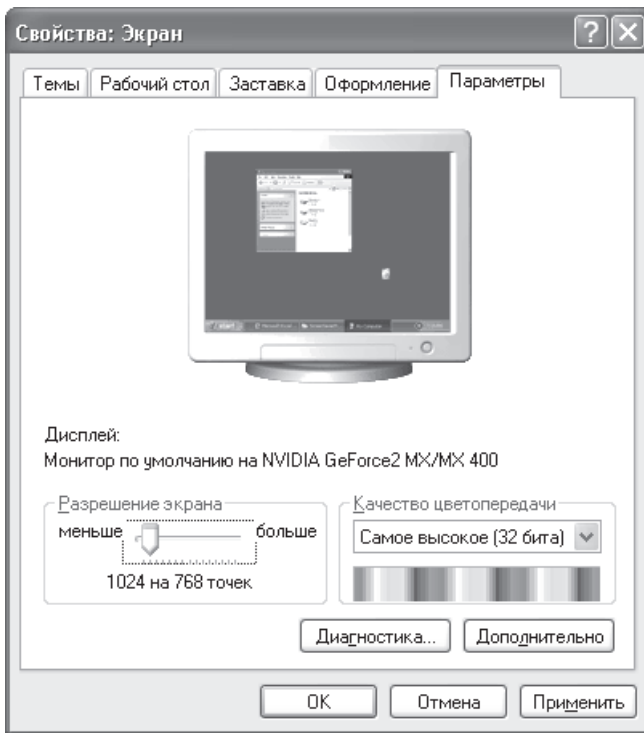 Свойства: Экран
Темы Рабочий стол Заставка Оформление Параметры
start
Дисплей:
Монитор по умолчанию на NVIDIA GeForce2 MX/MX 400
Разрешение экрана
меньше больше
1024 на 768 точек
Качество цветопередачи
Самое высокое (32 бита)
Диагностика... Дополнительно
OK Отмена Применить